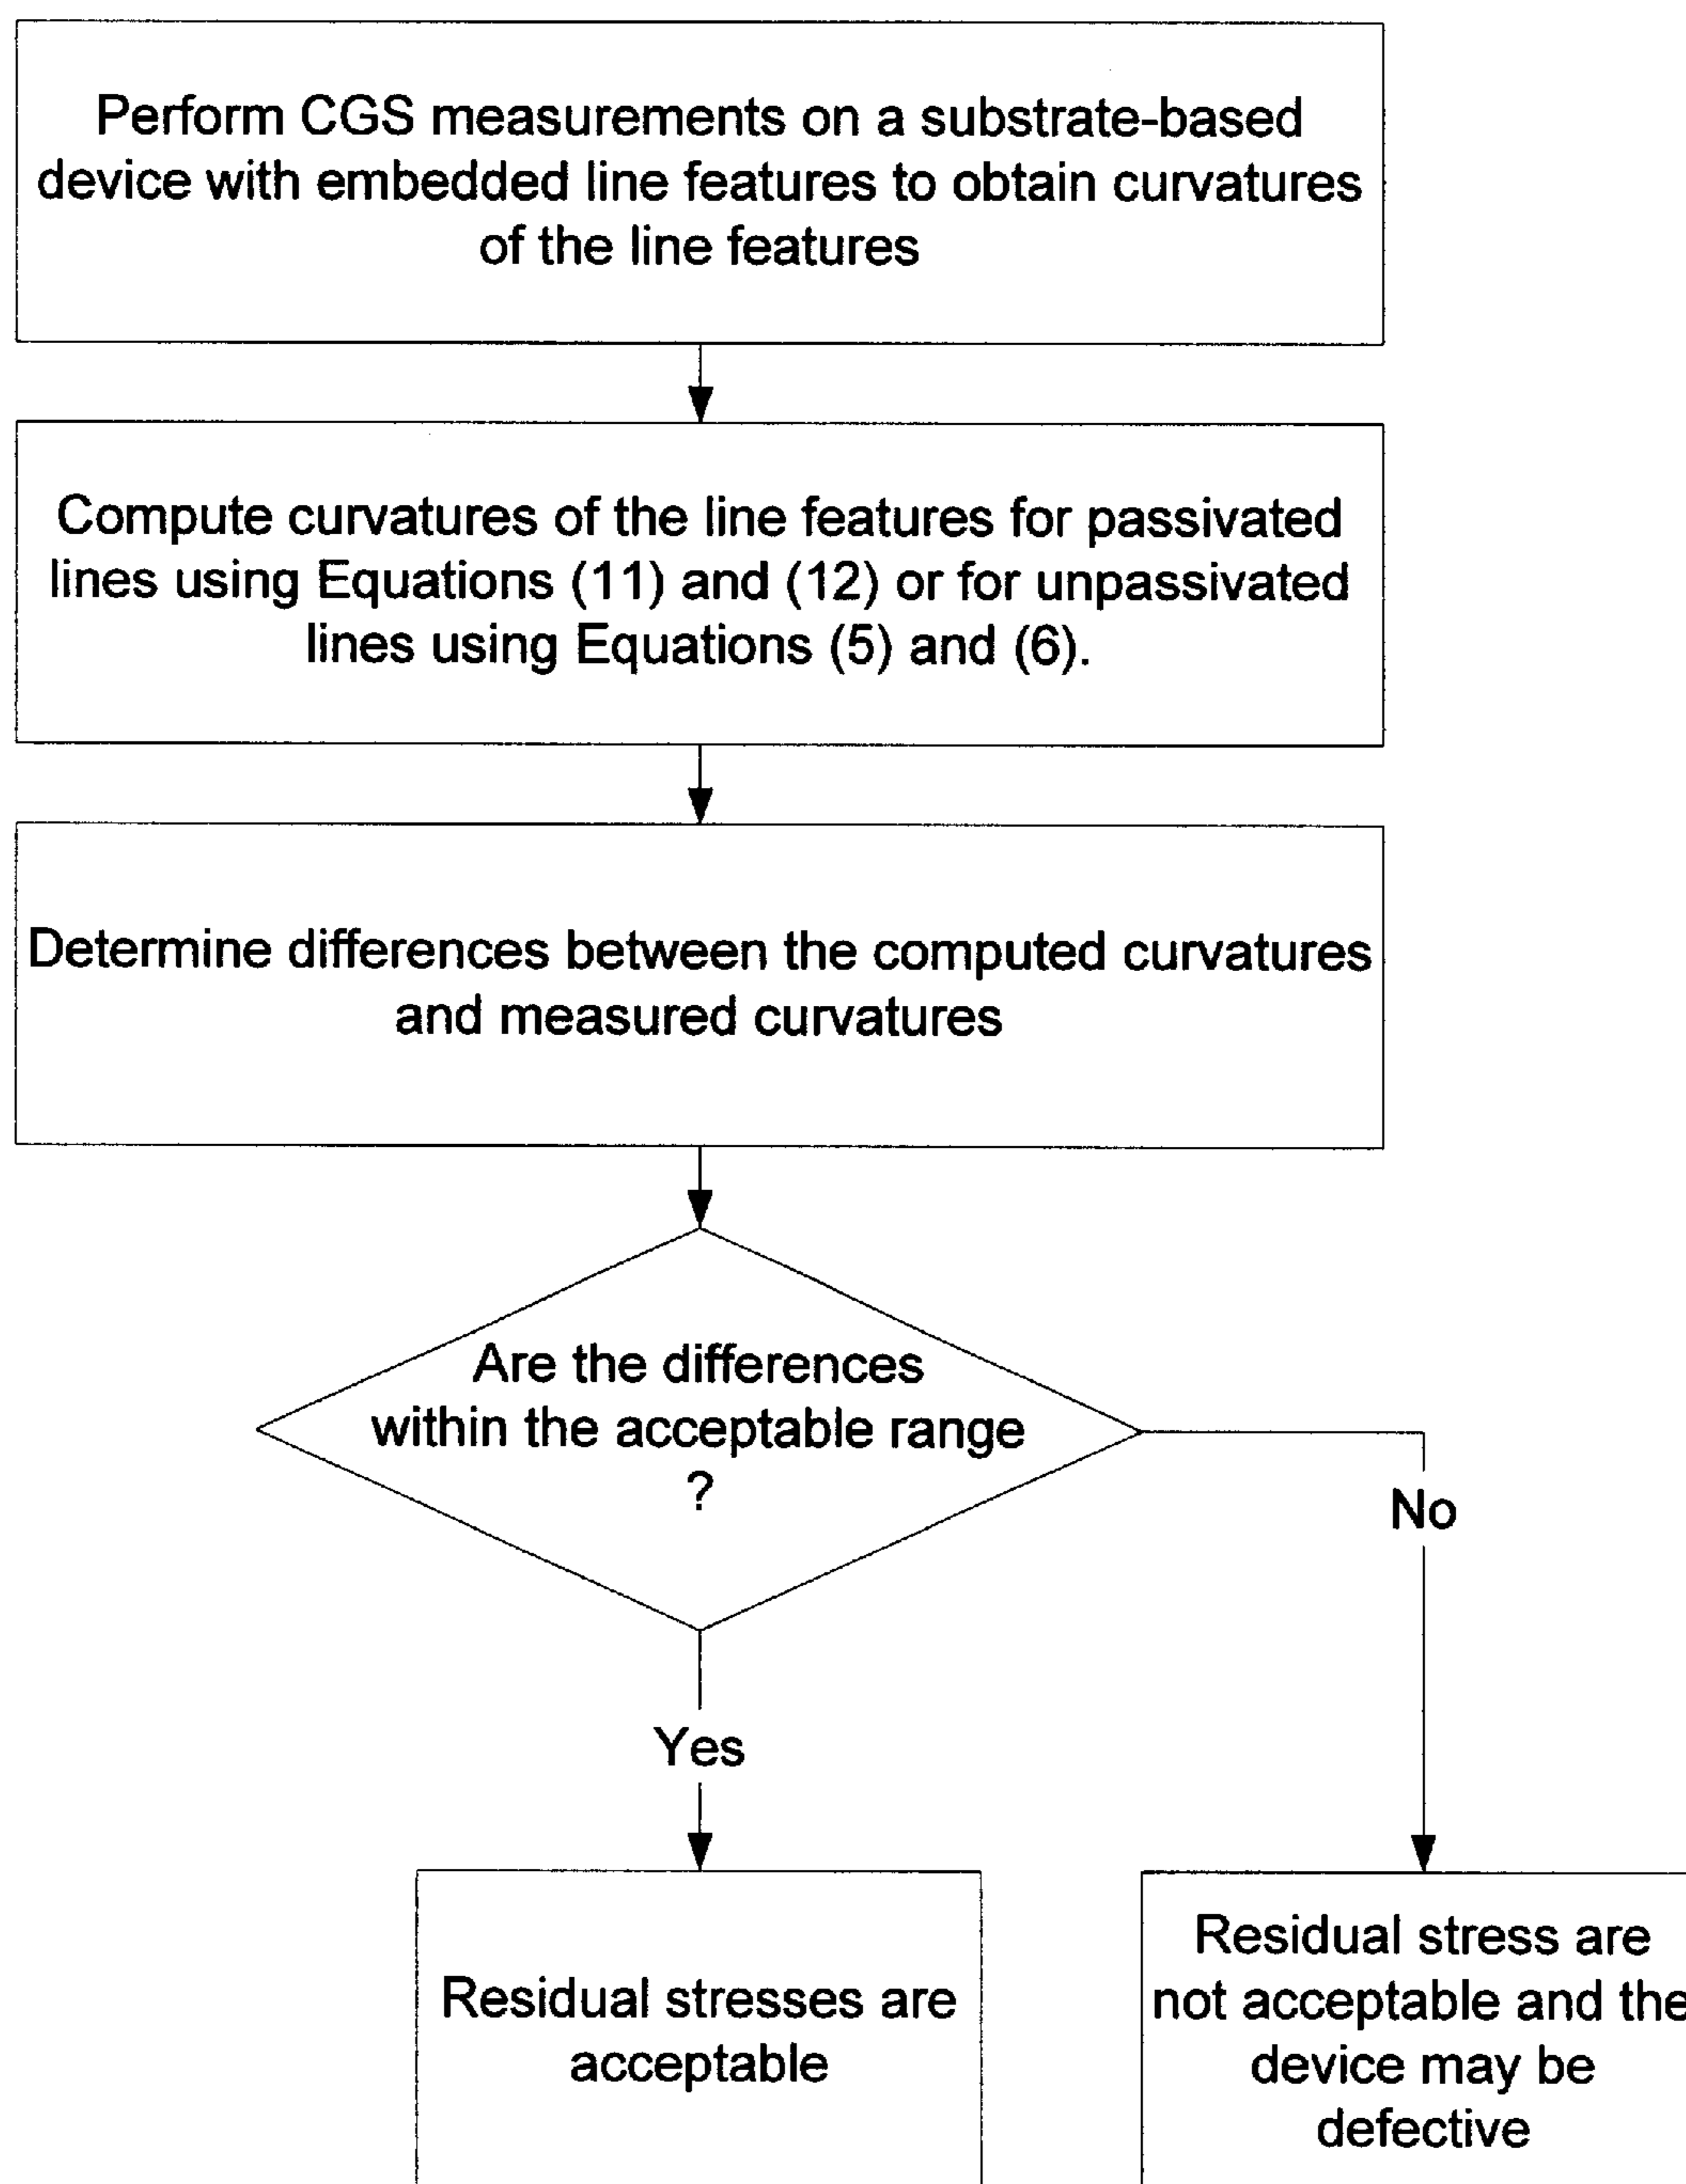 Perform CGS measurements on a substrate-based
device with embedded line features to obtain curvatures
of the line features
Compute curvatures of the line features for passivated
lines using Equations (11) and (12) or for unpassivated
lines using Equations (5) and (6).
Determine differences between the computed curvatures
and measured curvatures
Are the differences
within the acceptable range
?
No
Yes
Residual stresses are
acceptable
Residual stress are
not acceptable and the
device may be
defective